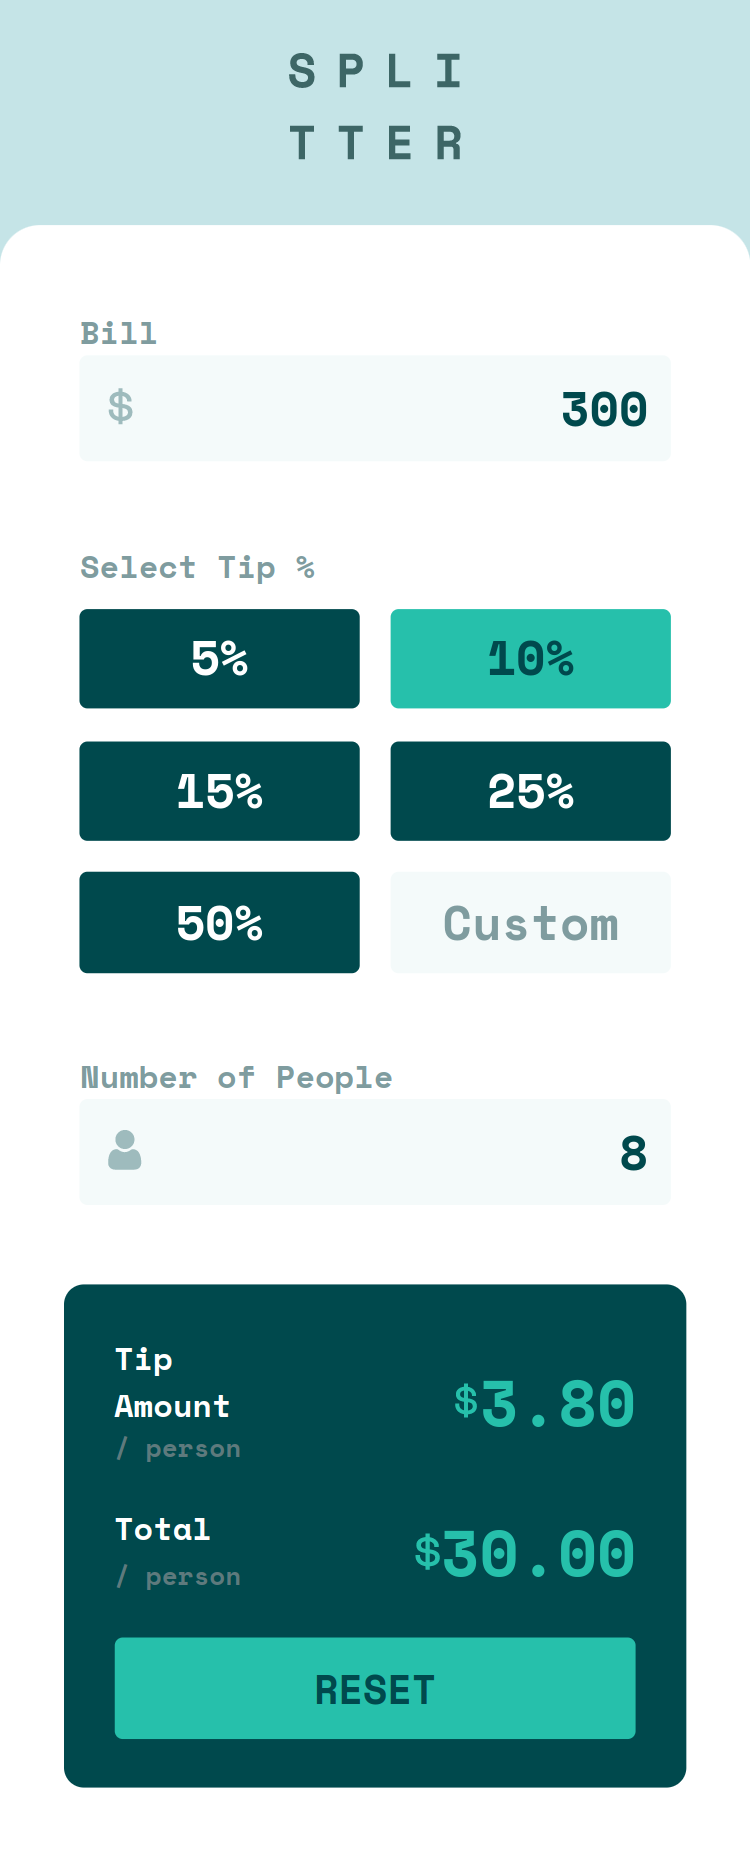 SPLI
TTER
Bill
$ 300
Select Tip %
5% 10%
15% 25%
50% Custom
Number of People
8
Tip
Amount
/ person
$3.80
Total
/ person
$30.00
RESET